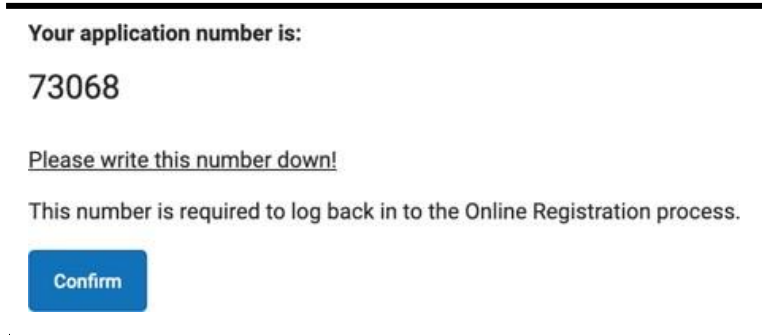 Your application number is:
73068
Please write this number down!
This number is required to log back in to the Online Registration process.
Confirm